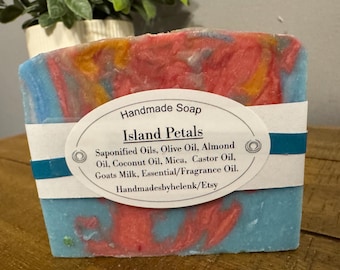 Handmade Soap
Island Petals
Saponified Oils, Olive Oil, Almond
Oil, Coconut Oil, Mica, Castor Oil,
Goats Milk, Essential/Fragrance Oil.
Handmadesbyhelenk/Etsy